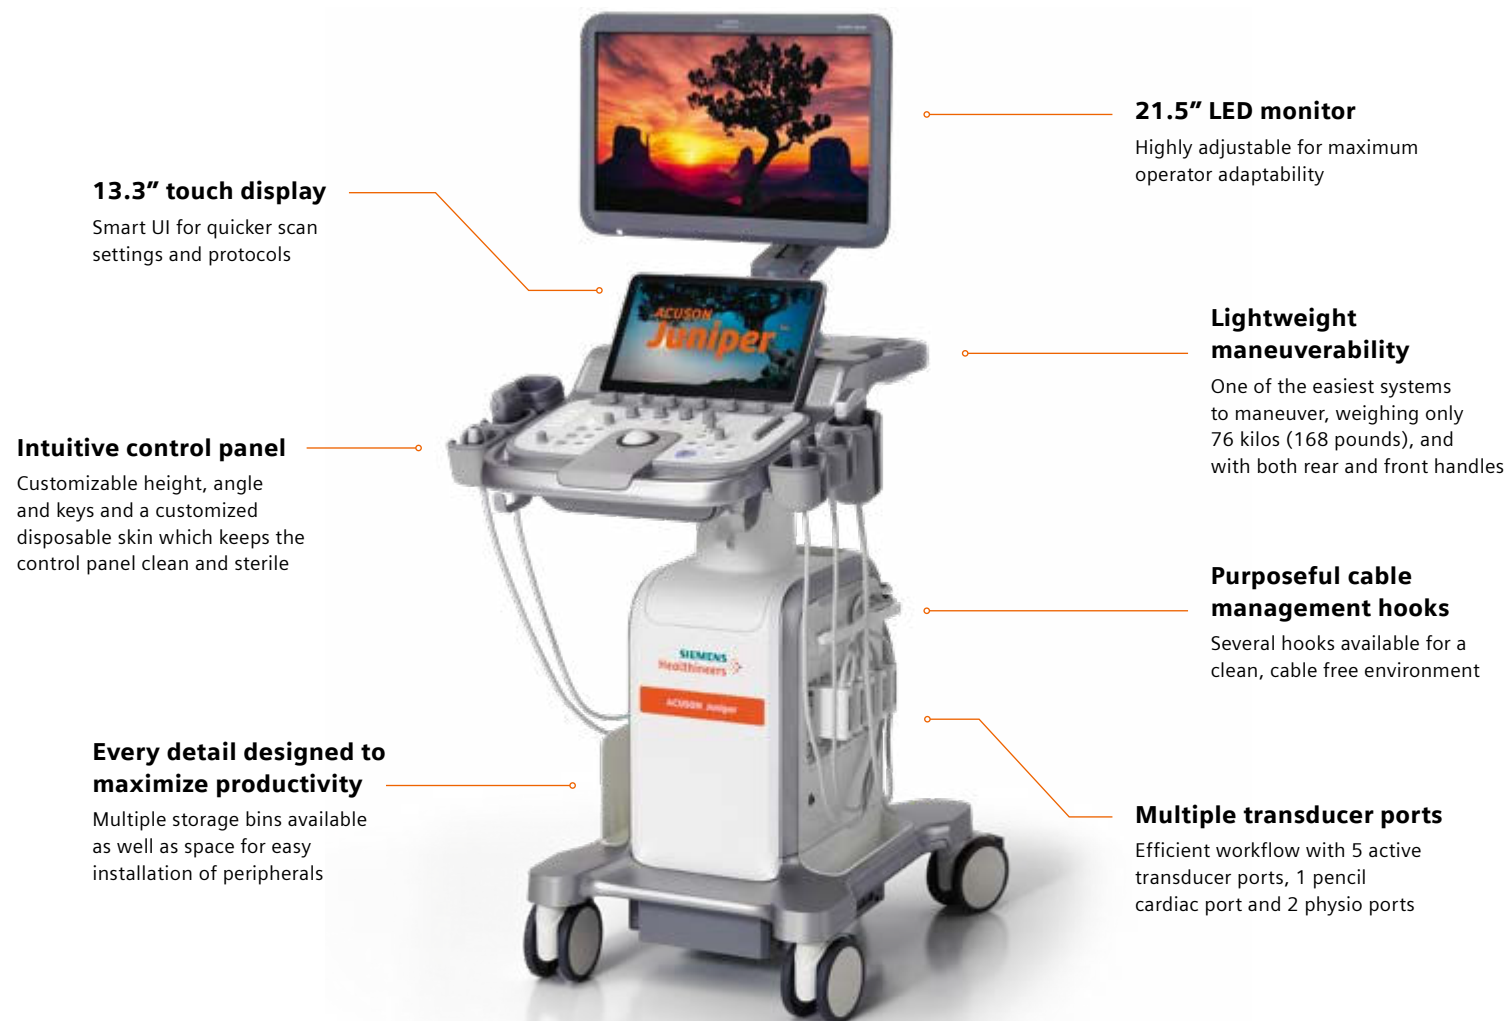 21.5″ LED monitor
Highly adjustable for maximum
operator adaptability
13.3″ touch display
Smart UI for quicker scan
settings and protocols
ACUSON
Juniper
Lightweight
maneuverability
One of the easiest systems
to maneuver, weighing only
76 kilos (168 pounds), and
with both rear and front handles
Intuitive control panel
Customizable height, angle
and keys and a customized
disposable skin which keeps the
control panel clean and sterile
Purposeful cable
management hooks
Several hooks available for a
clean, cable free environment
SIEMENS
Healthineers
ACUSON Juniper
Every detail designed to
maximize productivity
Multiple storage bins available
as well as space for easy
installation of peripherals
Multiple transducer ports
Efficient workflow with 5 active
transducer ports, 1 pencil
cardiac port and 2 physio ports